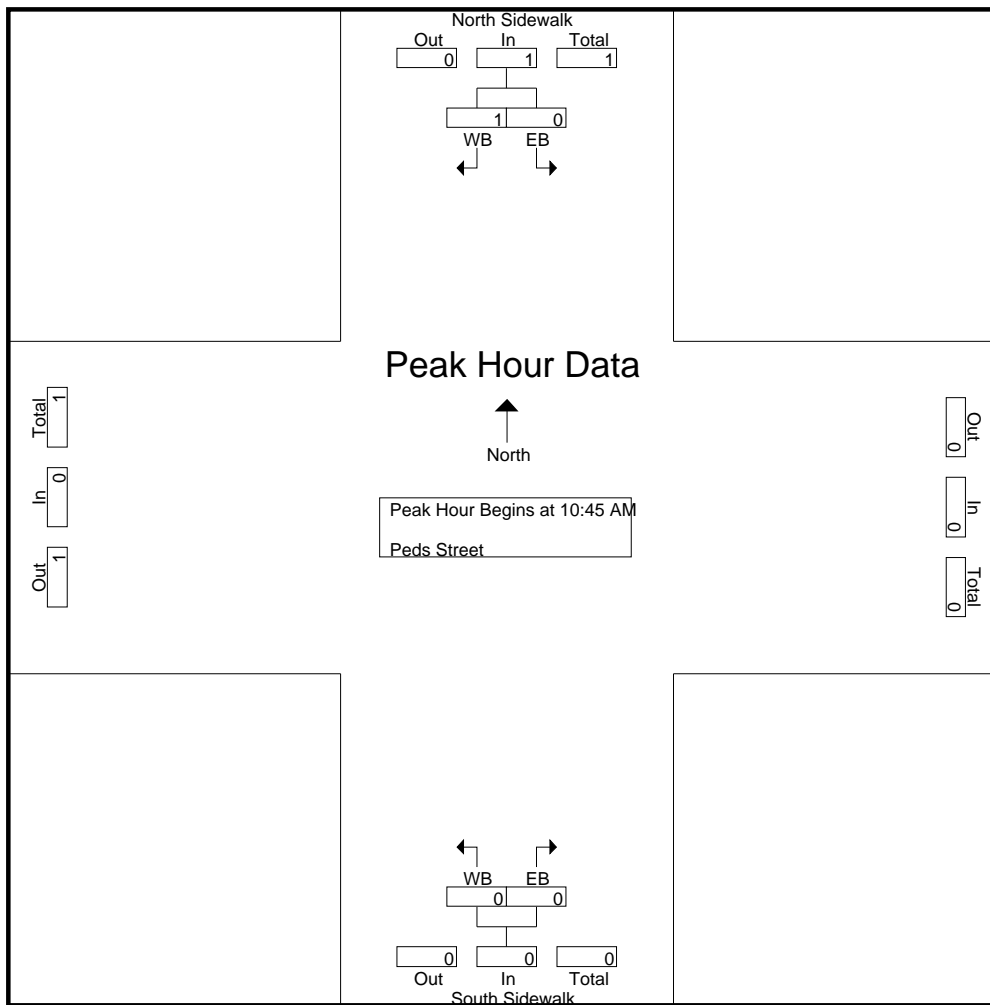 North Sidewalk
Out In Total
0 1 1
1 0
WB EB
Peak Hour Data
North
Peak Hour Begins at 10:45 AM
Peds Street
Total 1
In 0
Out 1
Out 0
In 0
Total 0
WB EB
0 0
0 0 0
Out In Total
South Sidewalk